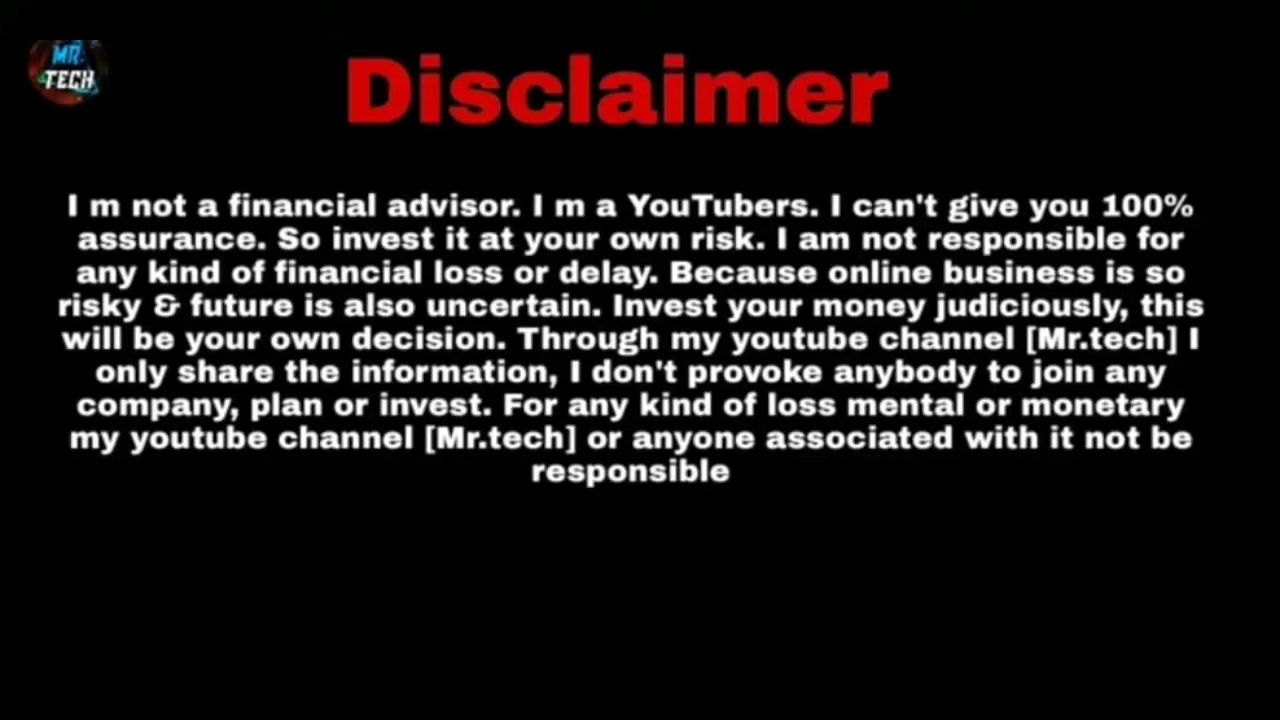 MR.
TECH
Disclaimer
I m not a financial advisor. I m a YouTubers. I can't give you 100%
assurance. So invest it at your own risk. I am not responsible for
any kind of financial loss or delay. Because online business is so
risky & future is also uncertain. Invest your money judiciously, this
will be your own decision. Through my youtube channel [Mr.tech] I
only share the information, I don't provoke anybody to join any
company, plan or invest. For any kind of loss mental or monetary
my youtube channel [Mr.tech] or anyone associated with it not be
responsible